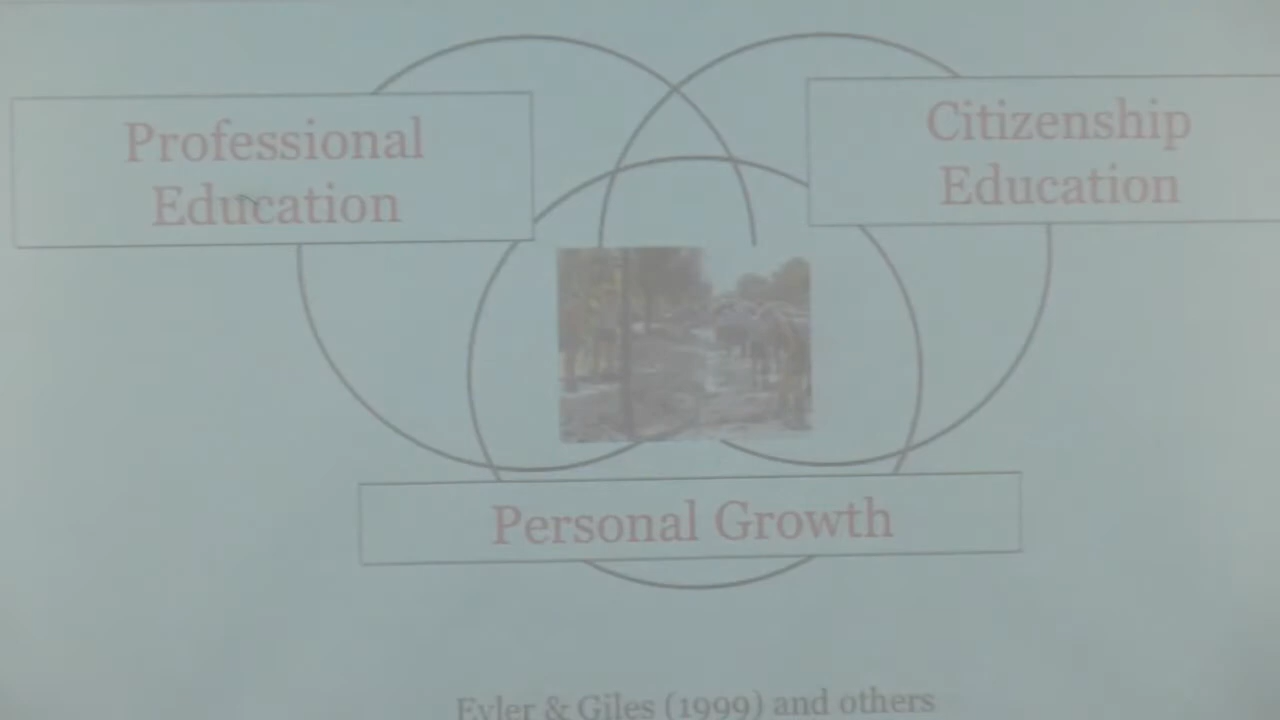 Professional
Education
Citizenship
Education
Personal Growth
Eyler & Giles (1999) and others